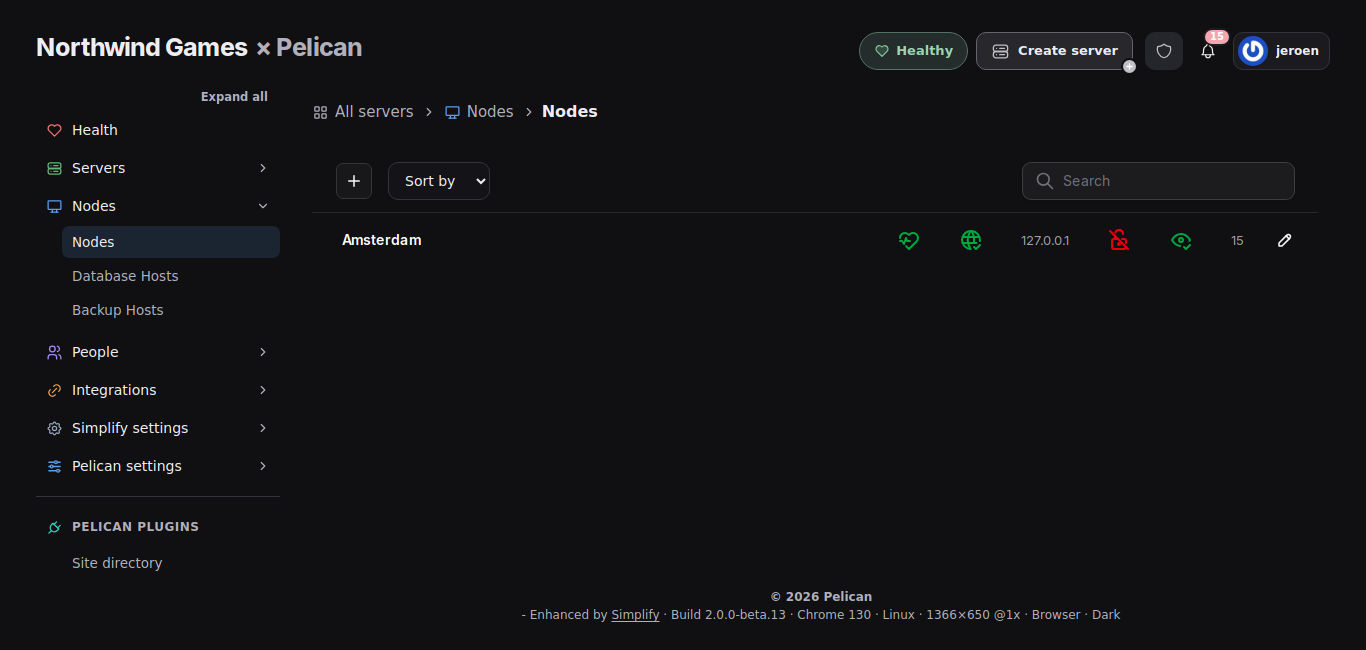 Northwind Games × Pelican
Healthy
Create server
15
jeroen
Expand all
Health
Servers
Nodes
Nodes
Database Hosts
Backup Hosts
People
Integrations
Simplify settings
Pelican settings
PELICAN PLUGINS
Site directory
All servers > Nodes > Nodes
Sort by
Search
Amsterdam 127.0.0.1 15
© 2026 Pelican
- Enhanced by Simplify · Build 2.0.0-beta.13 · Chrome 130 · Linux · 1366×650 @1x · Browser · Dark